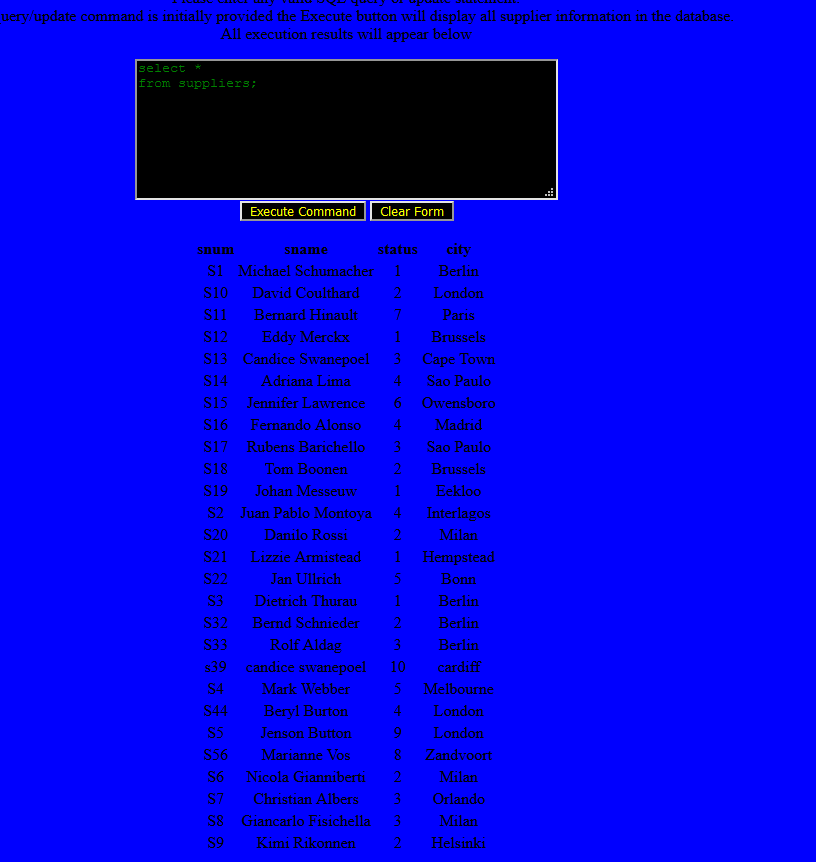 Please enter any valid SQL query or update statement.
uery/update command is initially provided the Execute button will display all supplier information in the database.
All execution results will appear below
select *
from suppliers;
Execute Command Clear Form
snum sname status city
S1 Michael Schumacher 1 Berlin
S10 David Coulthard 2 London
S11 Bernard Hinault 7 Paris
S12 Eddy Merckx 1 Brussels
S13 Candice Swanepoel 3 Cape Town
S14 Adriana Lima 4 Sao Paulo
S15 Jennifer Lawrence 6 Owensboro
S16 Fernando Alonso 4 Madrid
S17 Rubens Barichello 3 Sao Paulo
S18 Tom Boonen 2 Brussels
S19 Johan Messeuw 1 Eekloo
S2 Juan Pablo Montoya 4 Interlagos
S20 Danilo Rossi 2 Milan
S21 Lizzie Armistead 1 Hempstead
S22 Jan Ullrich 5 Bonn
S3 Dietrich Thurau 1 Berlin
S32 Bernd Schnieder 2 Berlin
S33 Rolf Aldag 3 Berlin
s39 candice swanepoel 10 cardiff
S4 Mark Webber 5 Melbourne
S44 Beryl Burton 4 London
S5 Jenson Button 9 London
S56 Marianne Vos 8 Zandvoort
S6 Nicola Gianniberti 2 Milan
S7 Christian Albers 3 Orlando
S8 Giancarlo Fisichella 3 Milan
S9 Kimi Rikonnen 2 Helsinki